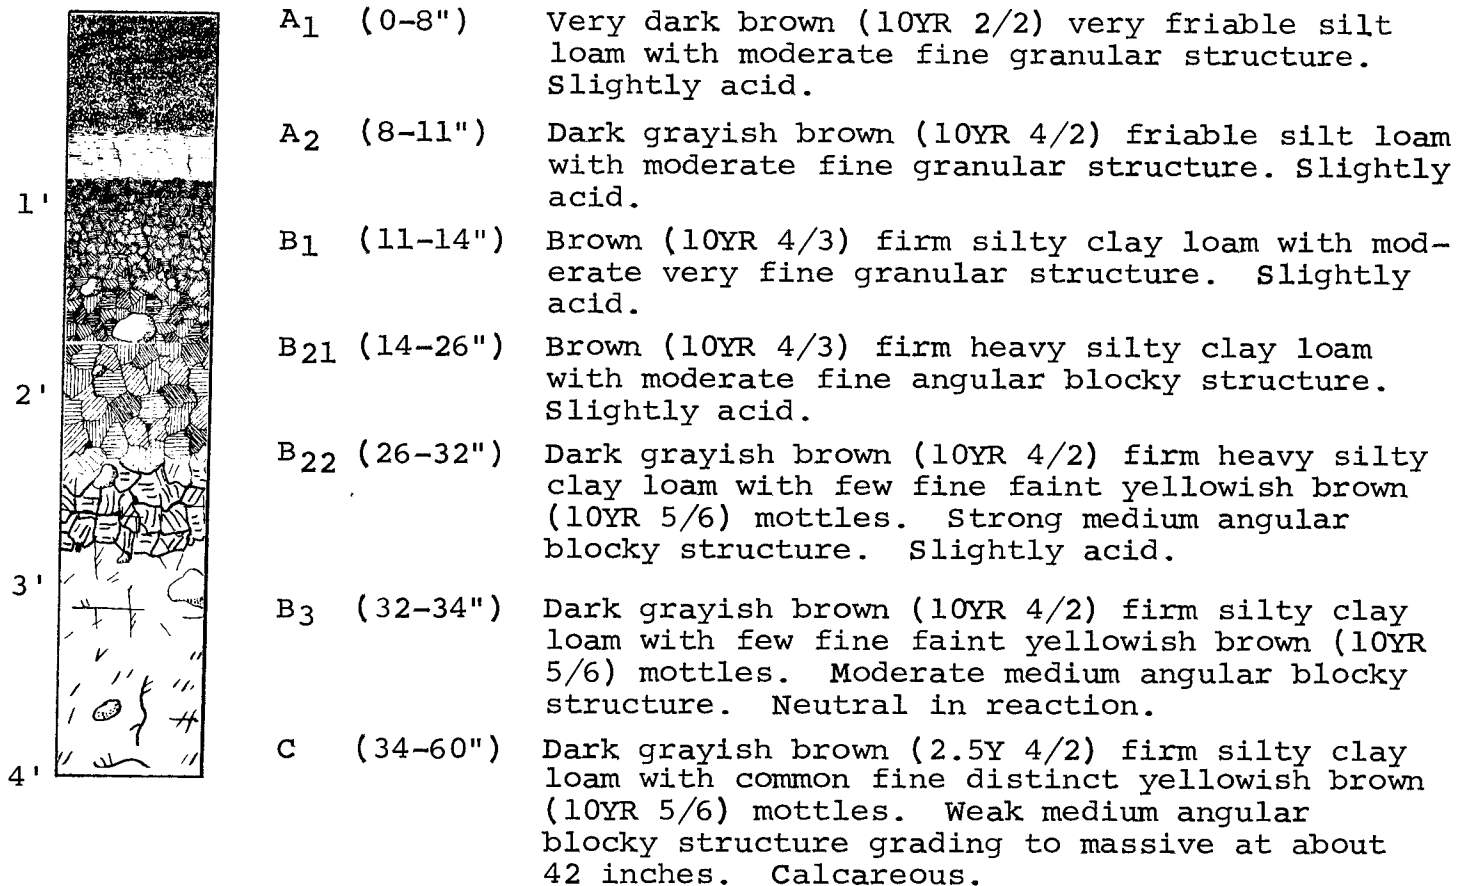 A1 (0-8") Very dark brown (10YR 2/2) very friable silt
loam with moderate fine granular structure.
Slightly acid.
A2 (8-11") Dark grayish brown (10YR 4/2) friable silt loam
with moderate fine granular structure. Slightly
acid.
1'
B1 (11-14") Brown (10YR 4/3) firm silty clay loam with mod-
erate very fine granular structure. Slightly
acid.
B21 (14-26") Brown (10YR 4/3) firm heavy silty clay loam
with moderate fine angular blocky structure.
Slightly acid.
2'
B22 (26-32") Dark grayish brown (10YR 4/2) firm heavy silty
clay loam with few fine faint yellowish brown
(10YR 5/6) mottles. Strong medium angular
blocky structure. Slightly acid.
3'
B3 (32-34") Dark grayish brown (10YR 4/2) firm silty clay
loam with few fine faint yellowish brown (10YR
5/6) mottles. Moderate medium angular blocky
structure. Neutral in reaction.
C (34-60") Dark grayish brown (2.5Y 4/2) firm silty clay
loam with common fine distinct yellowish brown
(10YR 5/6) mottles. Weak medium angular
blocky structure grading to massive at about
42 inches. Calcareous.
4'